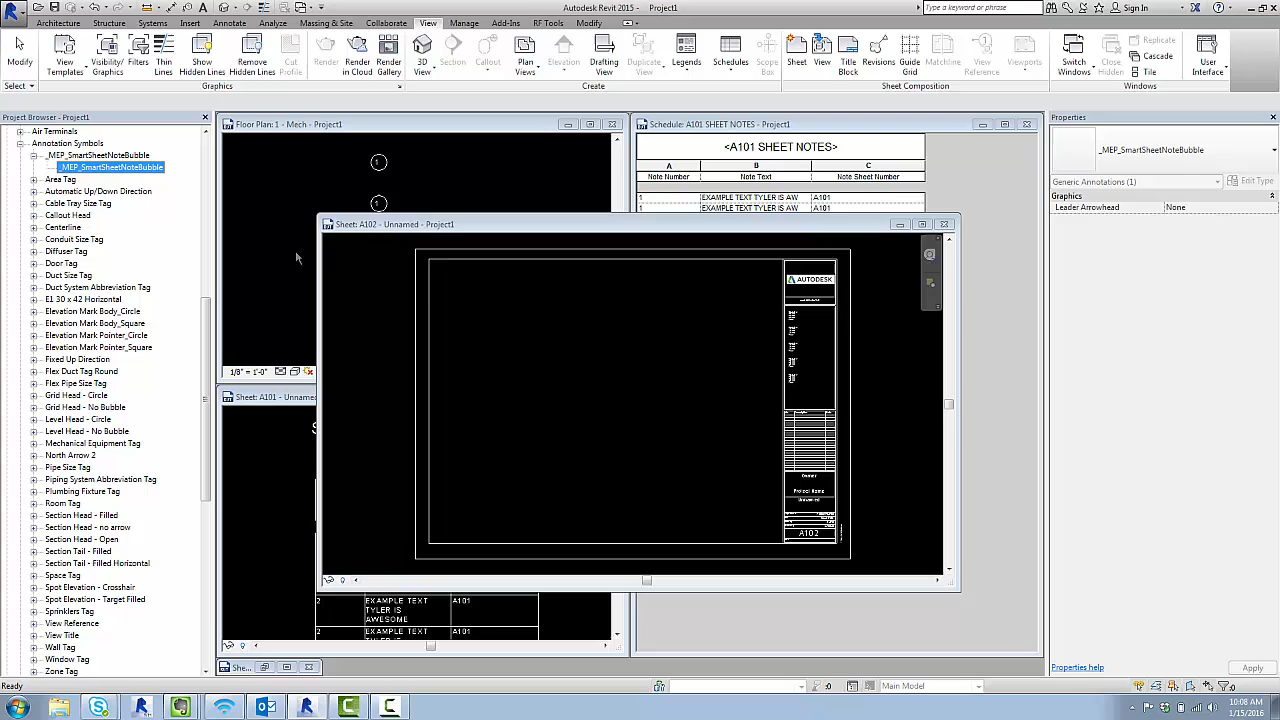 Autodesk Revit 2015 - Project1
Type a keyword or phrase
Sign In
Architecture
Structure
Systems
Insert
Annotate
Analyze
Massing & Site
Collaborate
View
Manage
Add-Ins
RF Tools
Modify
Modify
View Templates
Visibility/ Graphics
Filters
Thin Lines
Show Hidden Lines
Remove Hidden Lines
Cut Profile
Render
Render in Cloud
Render Gallery
3D View
Section
Callout
Plan Views
Elevation
Drafting View
Duplicate View
Legends
Schedules
Scope Box
Sheet
View
Title Block
Revisions
Guide Grid
Matchline
View Reference
Viewports
Switch Windows
Close Hidden
Replicate
Cascade
Tile
User Interface
Select
Graphics
Create
Sheet Composition
Windows
Project Browser - Project1
Air Terminals
Annotation Symbols
_MEP_SmartSheetNoteBubble
_MEP_SmartSheetNoteBubble
Area Tag
Automatic Up/Down Direction
Cable Tray Size Tag
Callout Head
Centerline
Conduit Size Tag
Diffuser Tag
Door Tag
Duct Size Tag
Duct System Abbreviation Tag
E1 30 x 42 Horizontal
Elevation Mark Body_Circle
Elevation Mark Body_Square
Elevation Mark Pointer_Circle
Elevation Mark Pointer_Square
Fixed Up Direction
Flex Duct Tag Round
Flex Pipe Size Tag
Grid Head - Circle
Grid Head - No Bubble
Level Head - Circle
Level Head - No Bubble
Mechanical Equipment Tag
North Arrow 2
Pipe Size Tag
Piping System Abbreviation Tag
Plumbing Fixture Tag
Room Tag
Section Head - Filled
Section Head - no arrow
Section Head - Open
Section Tail - Filled
Section Tail - Filled Horizontal
Space Tag
Spot Elevation - Crosshair
Spot Elevation - Target Filled
Sprinklers Tag
View Reference
View Title
Wall Tag
Window Tag
Zone Tag
Floor Plan: 1 - Mech - Project1
1
1
1/8" = 1'-0"
Schedule: A101 SHEET NOTES - Project1
<A101 SHEET NOTES>
A B C
Note Number Note Text Note Sheet Number
1 EXAMPLE TEXT TYLER IS AW A101
1 EXAMPLE TEXT TYLER IS AW A101
Sheet: A102 - Unnamed - Project1
AUTODESK
Owner
Project Name
Unnamed
A102
Sheet: A101 - Unname
S
2 EXAMPLE TEXT TYLER IS AWESOME A101
2 EXAMPLE TEXT A101
TYLER IS
She...
Properties
_MEP_SmartSheetNoteBubble
Generic Annotations (1)
Edit Type
Graphics
Leader Arrowhead None
Properties help
Apply
Ready
:0
Main Model
:0
10:08 AM
1/15/2016